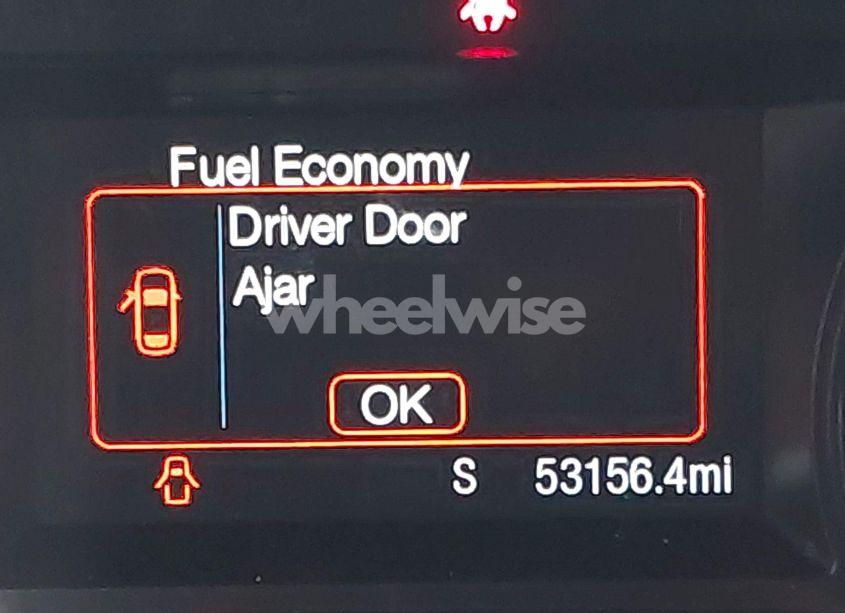 Fuel Economy
Driver Door
Ajar
wheelwise
OK
S 53156.4mi